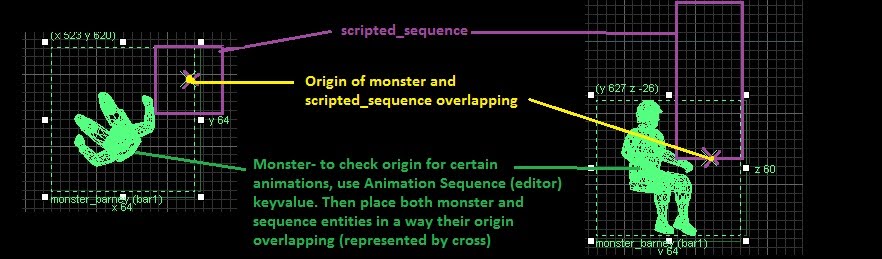 (x 523 y 620)
y 64
monster_barney (bar1)
x 64
scripted_sequence
Origin of monster and
scripted_sequence overlapping
Monster- to check origin for certain
animations, use Animation Sequence (editor)
keyvalue. Then place both monster and
sequence entities in a way their origin
overlapping (represented by cross)
(y 627 z -26)
z 60
monster_barney (bar1)
y 64